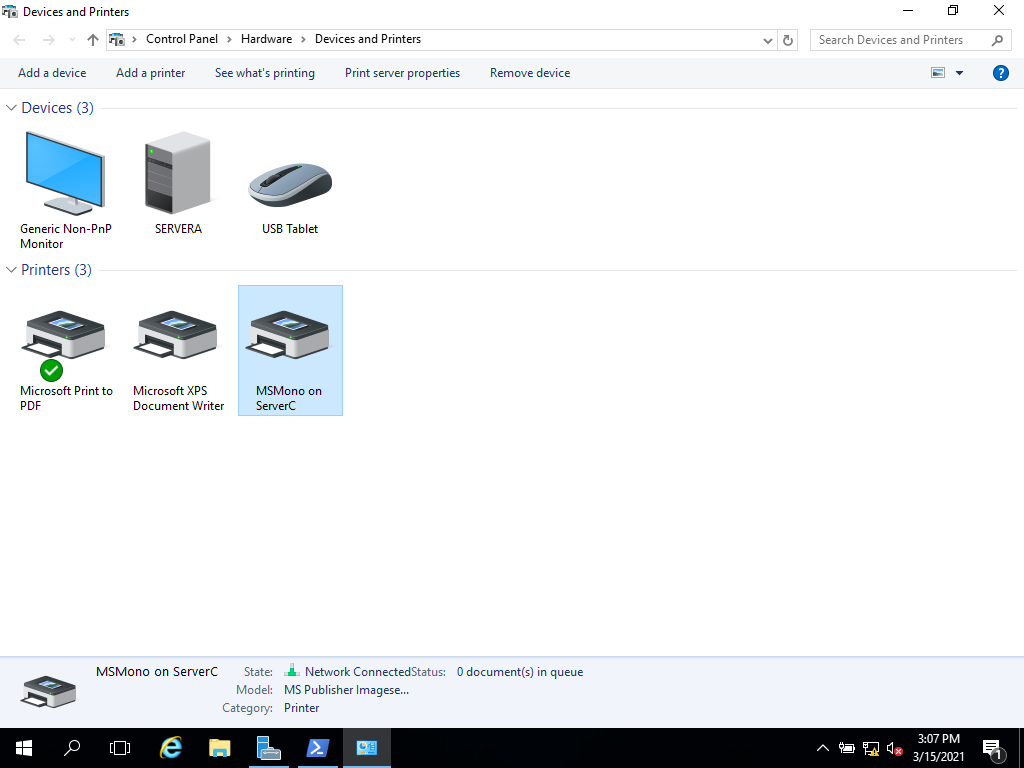 Devices and Printers
Control Panel > Hardware > Devices and Printers
Search Devices and Printers
Add a device
Add a printer
See what's printing
Print server properties
Remove device
?
Devices (3)
Generic Non-PnP
Monitor
SERVERA
USB Tablet
Printers (3)
Microsoft Print to
PDF
Microsoft XPS
Document Writer
MSMono on
ServerC
MSMono on ServerC
State: Network Connected
Status: 0 document(s) in queue
Model: MS Publisher Imagese...
Category: Printer
3:07 PM
3/15/2021
1